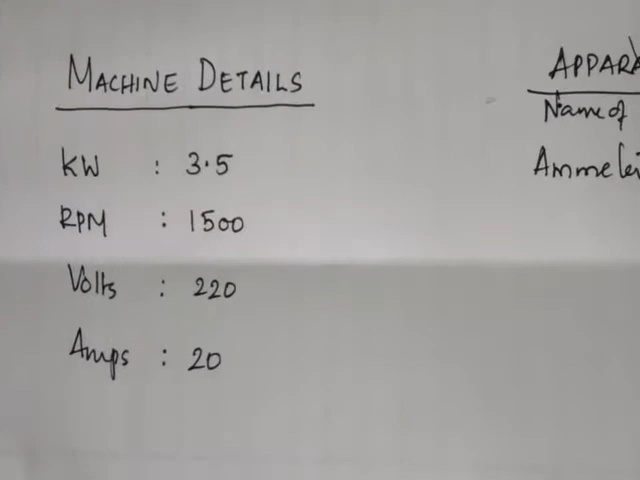 MACHINE DETAILS
KW : 3.5
RPM : 1500
Volts : 220
Amps : 20
Name of